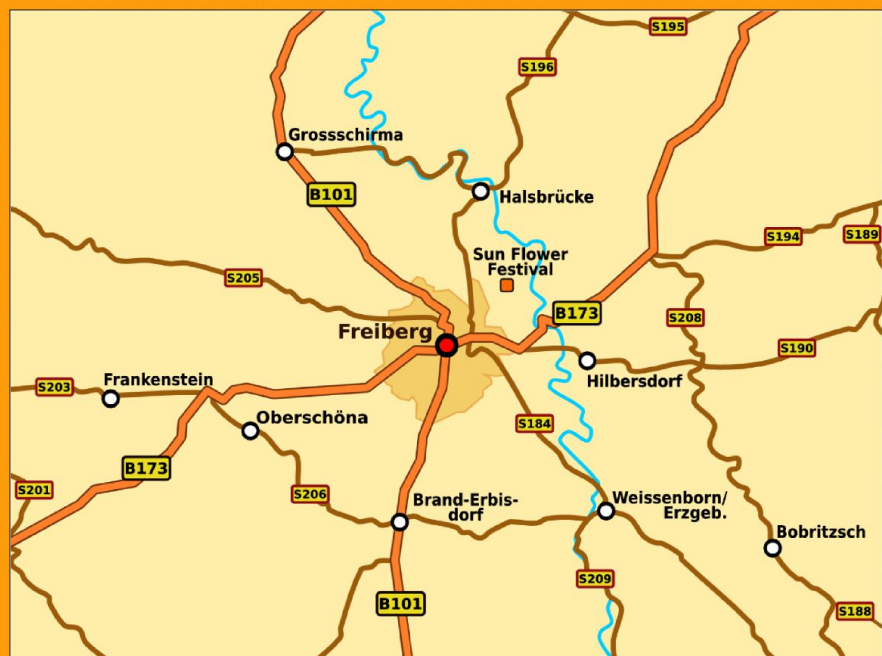 S195
S196
Grossschirma
B101
Halsbrücke
S194
S189
Sun Flower
Festival
S205
B173
S208
Freiberg
S190
Hilbersdorf
S203
Frankenstein
Oberschöna
S184
B173
S201
S206
Brand-Erbis-
dorf
Weissenborn/
Erzgeb.
Bobritzsch
S209
B101
S188